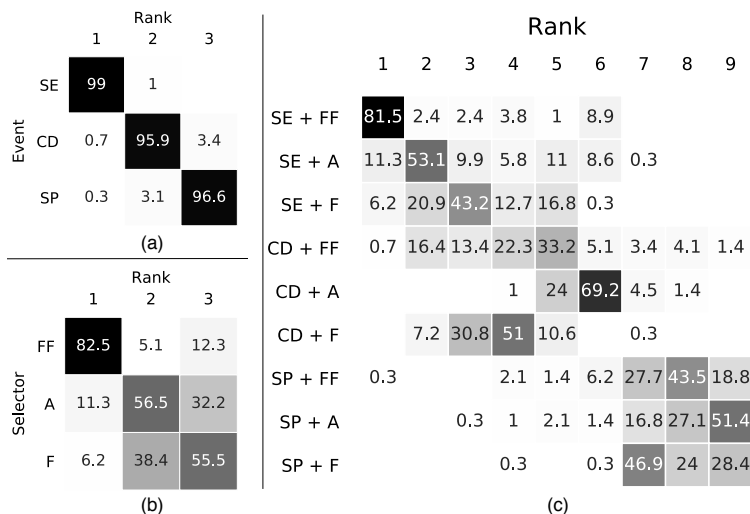 Rank
1 2 3
Event
SE 99 1
CD 0.7 95.9 3.4
SP 0.3 3.1 96.6
(a)
Rank
1 2 3
Selector
FF 82.5 5.1 12.3
A 11.3 56.5 32.2
F 6.2 38.4 55.5
(b)
Rank
1 2 3 4 5 6 7 8 9
SE + FF 81.5 2.4 2.4 3.8 1 8.9
SE + A 11.3 53.1 9.9 5.8 11 8.6 0.3
SE + F 6.2 20.9 43.2 12.7 16.8 0.3
CD + FF 0.7 16.4 13.4 22.3 33.2 5.1 3.4 4.1 1.4
CD + A 1 24 69.2 4.5 1.4
CD + F 7.2 30.8 51 10.6 0.3
SP + FF 0.3 2.1 1.4 6.2 27.7 43.5 18.8
SP + A 0.3 1 2.1 1.4 16.8 27.1 51.4
SP + F 0.3 0.3 46.9 24 28.4
(c)